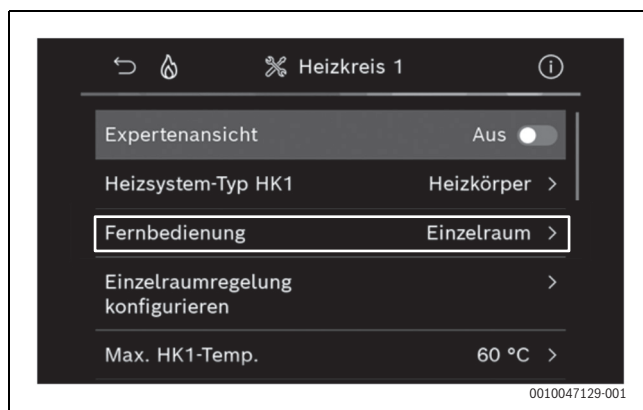 Heizkreis 1
Expertenansicht Aus
Heizsystem-Typ HK1 Heizkörper >
Fernbedienung Einzelraum >
Einzelraumregelung >
konfigurieren
Max. HK1-Temp. 60 °C >
0010047129-001